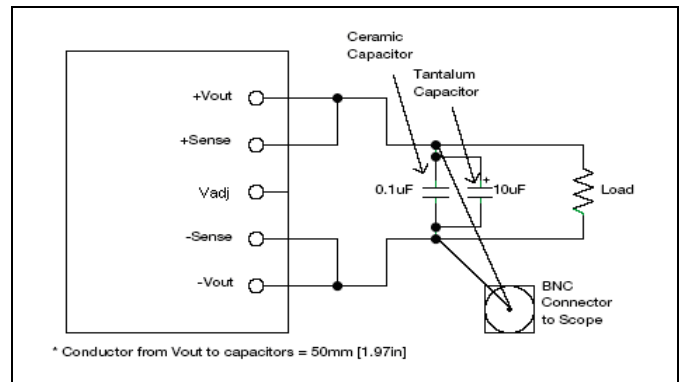 Ceramic
Capacitor
Tantalum
Capacitor
+Vout
+Sense
Vadj
-Sense
-Vout
0.1uF
+
10uF
Load
BNC
Connector
to Scope
* Conductor from Vout to capacitors = 50mm [1.97in]